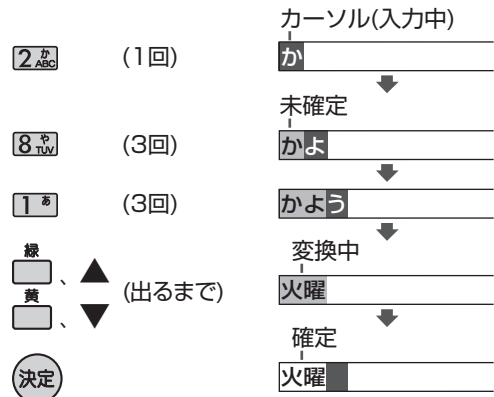 カーソル(入力中)
2 か ABC (1回) か
未確定
8 や TUV (3回) かよ
1 あ (3回) かよう
変換中
緑 、▲
黄 、▼ (出るまで) 火曜
確定
決定 火曜